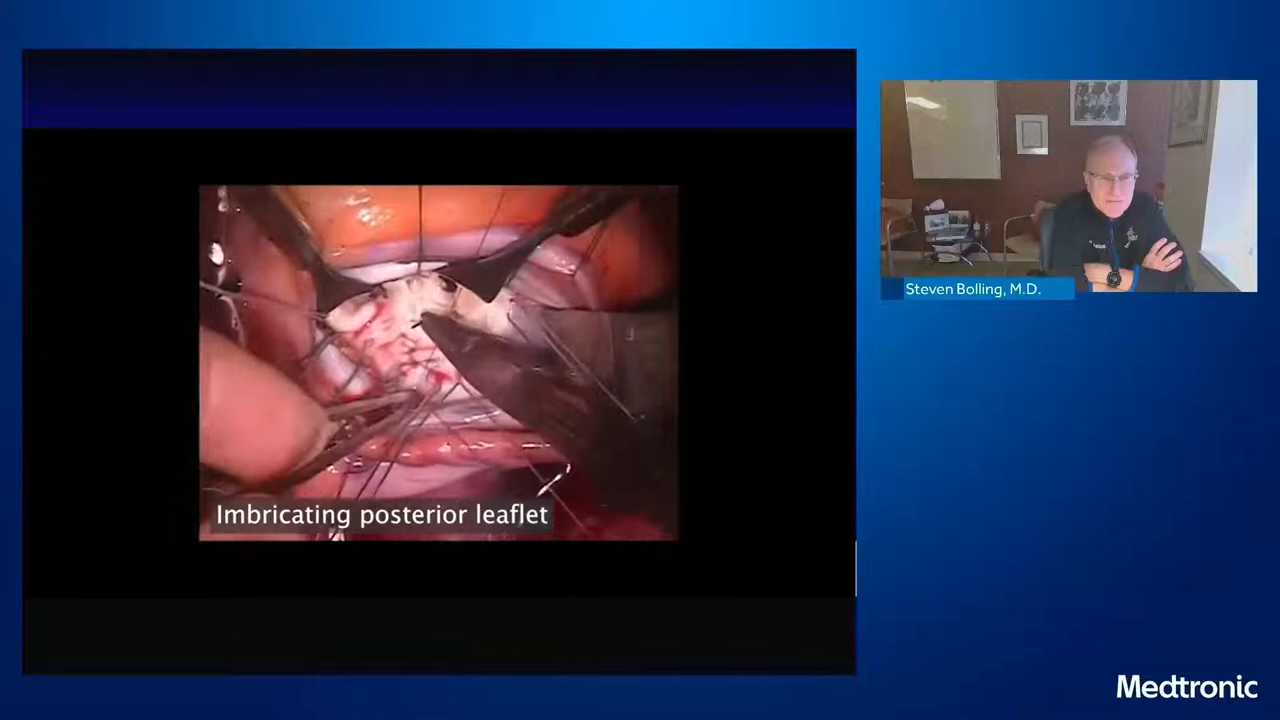 Imbricating posterior leaflet
Steven Bolling, M.D.
Medtronic